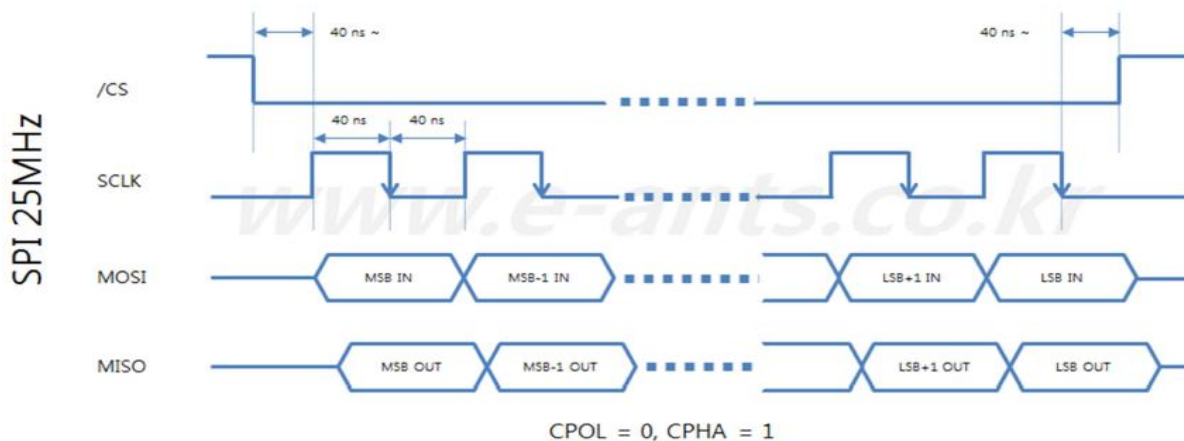 40 ns ~
40 ns ~
/CS
40 ns
40 ns
SPI 25MHz
SCLK
www.e-ants.co.kr
MOSI
MSB IN
MSB-1 IN
LSB+1 IN
LSB IN
MISO
MSB OUT
MSB-1 OUT
LSB+1 OUT
LSB OUT
CPOL = 0, CPHA = 1